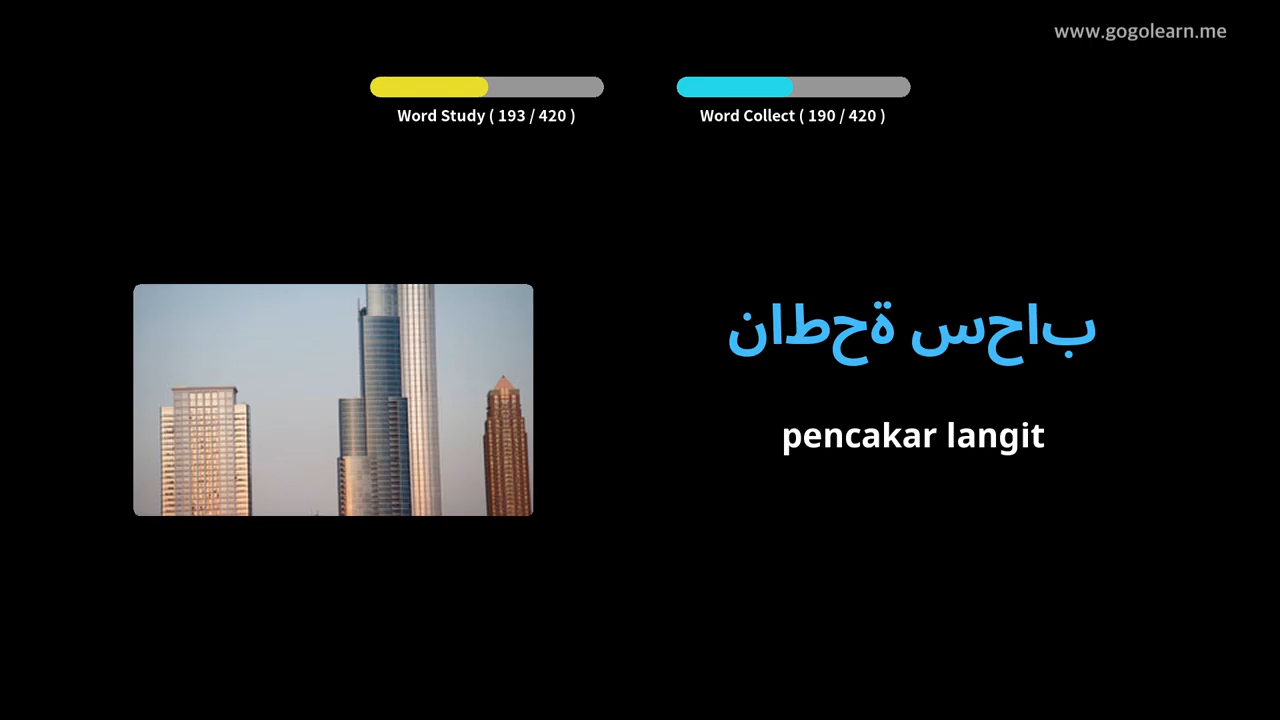 www.gogolearn.me
Word Study ( 193 / 420 )
Word Collect ( 190 / 420 )
ناطحة سحاب
pencakar langit